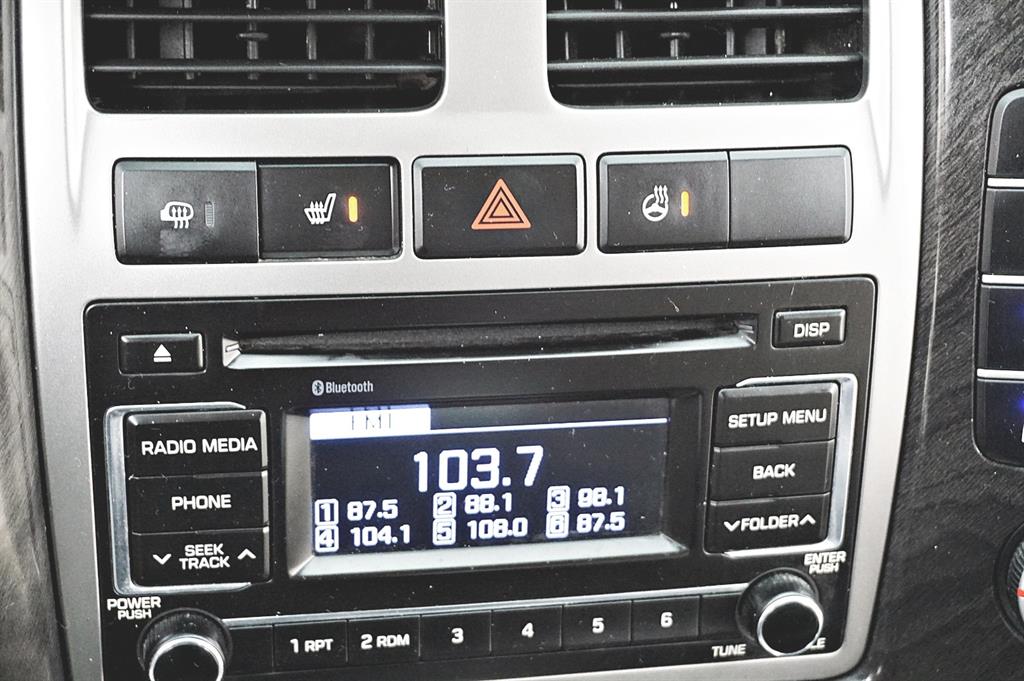 DISP
Bluetooth
RADIO MEDIA
PHONE
SEEK
TRACK
103.7
1 87.5 2 88.1 3 98.1
4 104.1 5 108.0 6 87.5
SETUP MENU
BACK
FOLDER
ENTER
PUSH
POWER
PUSH
1 RPT 2 RDM 3 4 5 6
TUNE